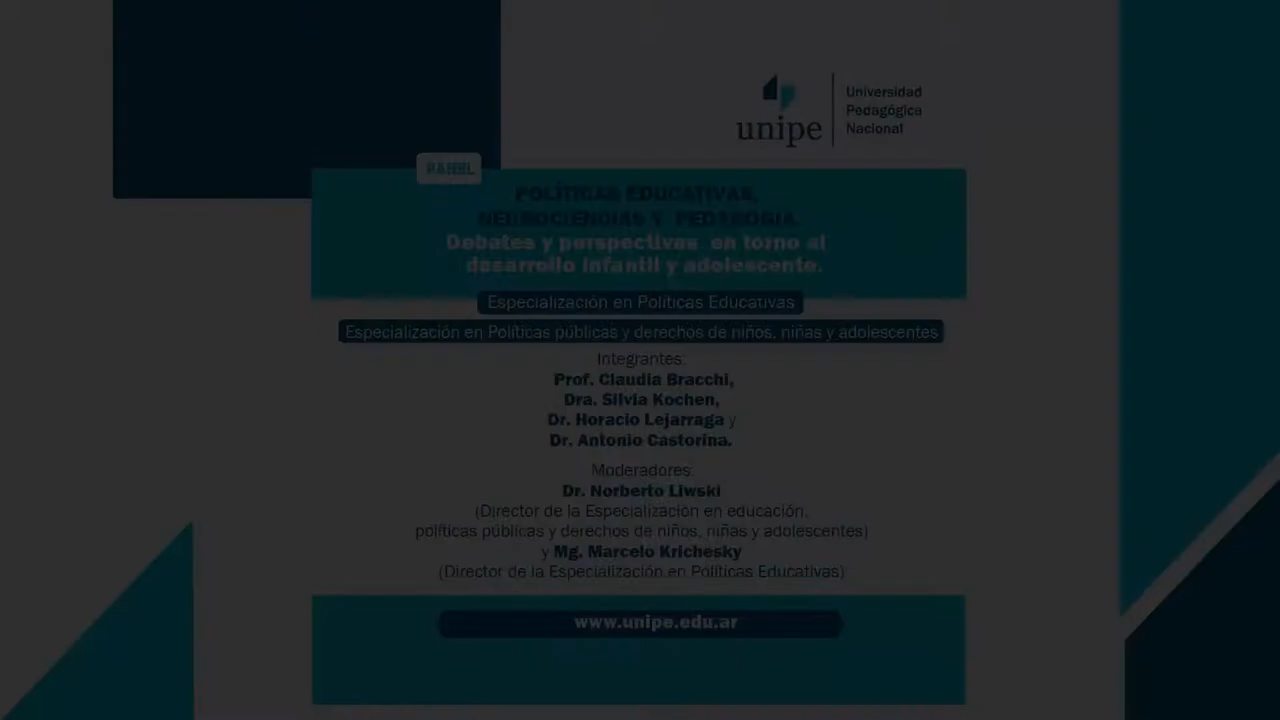 unipe
Universidad
Pedagógica
Nacional
PANEL
POLÍTICAS EDUCATIVAS,
NEUROCIENCIAS Y PEDAGOGÍA.
Debates y perspectivas en torno al
desarrollo infantil y adolescente.
Especialización en Políticas Educativas
Especialización en Políticas públicas y derechos de niños, niñas y adolescentes
Integrantes:
Prof. Claudia Bracchi,
Dra. Silvia Kochen,
Dr. Horacio Lejarraga y
Dr. Antonio Castorina.
Moderadores:
Dr. Norberto Liwski
(Director de la Especialización en educación,
políticas públicas y derechos de niños, niñas y adolescentes)
y Mg. Marcelo Krichesky
(Director de la Especialización en Políticas Educativas)
www.unipe.edu.ar